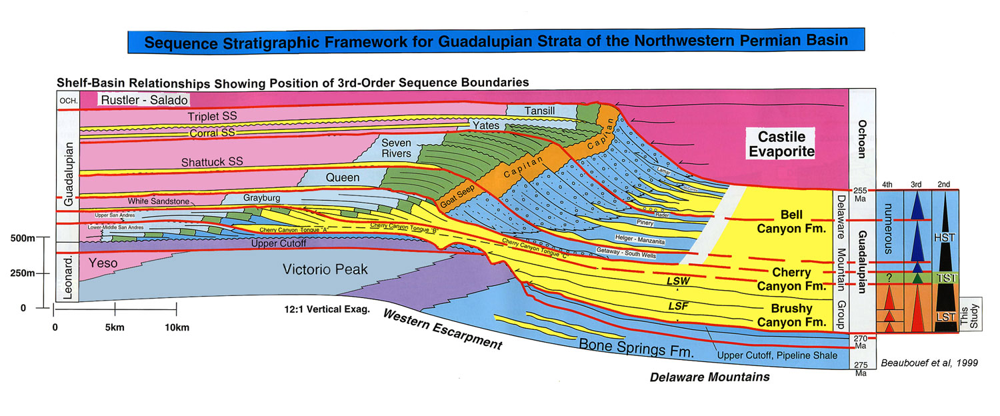 Sequence Stratigraphic Framework for Guadalupian Strata of the Northwestern Permian Basin
Shelf-Basin Relationships Showing Position of 3rd-Order Sequence Boundaries
OCH.
Rustler - Salado
Triplet SS
Tansill
Corral SS
Yates
Capitan
Castile
Evaporite
Ochoan
Guadalupian
Seven
Rivers
Shattuck SS
Capitan
Lamar
Queen
Goat Seep
McCombs
4th
3rd
2nd
255
Ma
White Sandstone
Grayburg
Rader
Bell
Canyon Fm.
Upper San Andres
Lower-Middle San Andres
Cherry Canyon Tongue "A"
Cherry Canyon Tongue "B"
Pinery
Helger - Manzanita
Getaway - South Wells
Cherry Canyon Tongue "C"
Delaware Mountain Group
Guadalupian
numerous
HST
500m
Upper Cutoff
Leonard.
Yeso
Victorio Peak
250m
Cherry
Canyon Fm.
LSW
?
TST
LSF
Brushy
Canyon Fm.
LST
This
Study
0
12:1 Vertical Exag.
0
5km
10km
Western Escarpment
Bone Springs Fm.
Upper Cutoff, Pipeline Shale
270
Ma
275
Ma
Beaubouef et al, 1999
Delaware Mountains